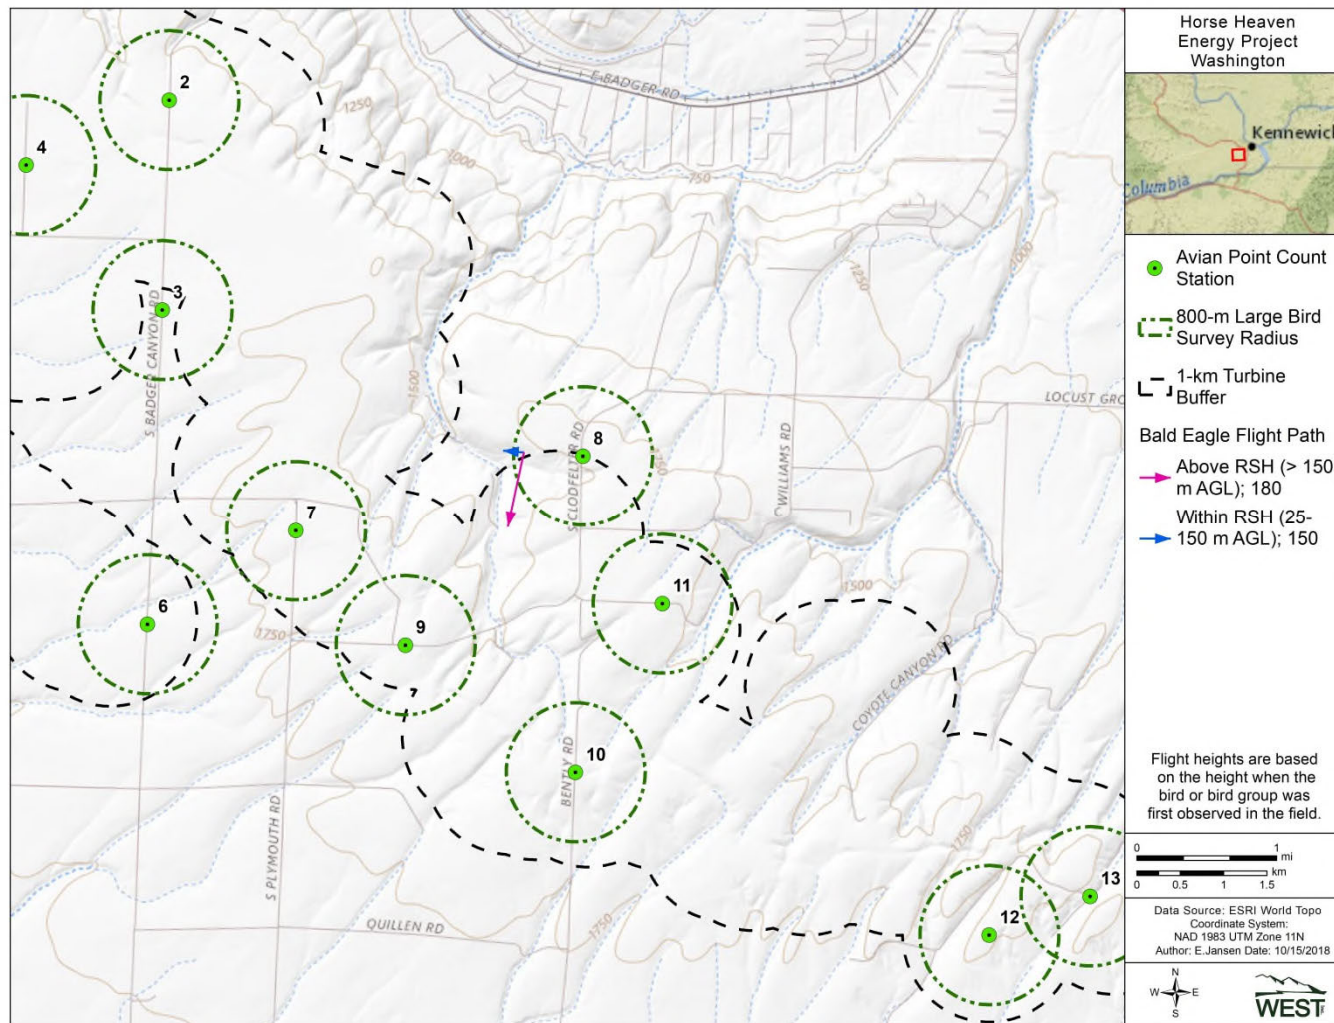 Horse Heaven
Energy Project
Washington
Kennewick
Columbia
Avian Point Count
Station
800-m Large Bird
Survey Radius
1-km Turbine
Buffer
Bald Eagle Flight Path
Above RSH (> 150
m AGL); 180
Within RSH (25-
150 m AGL); 150
Flight heights are based
on the height when the
bird or bird group was
first observed in the field.
0 1
mi
km
0 0.5 1 1.5
Data Source: ESRI World Topo
Coordinate System:
NAD 1983 UTM Zone 11N
Author: E.Jansen Date: 10/15/2018
N
W E
S
WEST
2
4
3
E BADGER RD
1250
1000
750
1000
1250
S BADGER CANYON RD
1500
LOCUST GRO
8
S CLODFELTER RD
WILLIAMS RD
7
6
11
1500
1750
9
COYOTE CANYON RD
10
BENTLY RD
S PLYMOUTH RD
1750
13
12
QUILLEN RD
1750